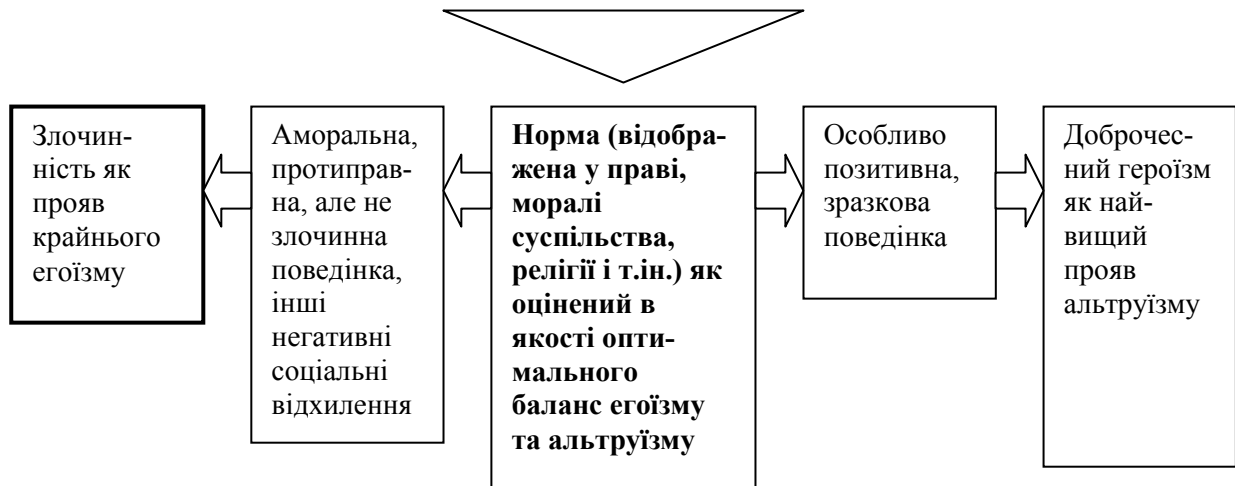 Злочин-
ність як
прояв
крайнього
егоїзму
Аморальна,
протиправ-
на, але не
злочинна
поведінка,
інші
негативні
соціальні
відхилення
Норма (відобра-
жена у праві,
моралі
суспільства,
релігії і т.ін.) як
оцінений в
якості опти-
мального
баланс егоїзму
та альтруїзму
Особливо
позитивна,
зразкова
поведінка
Доброчес-
ний героїзм
як най-
вищий
прояв
альтруїзму